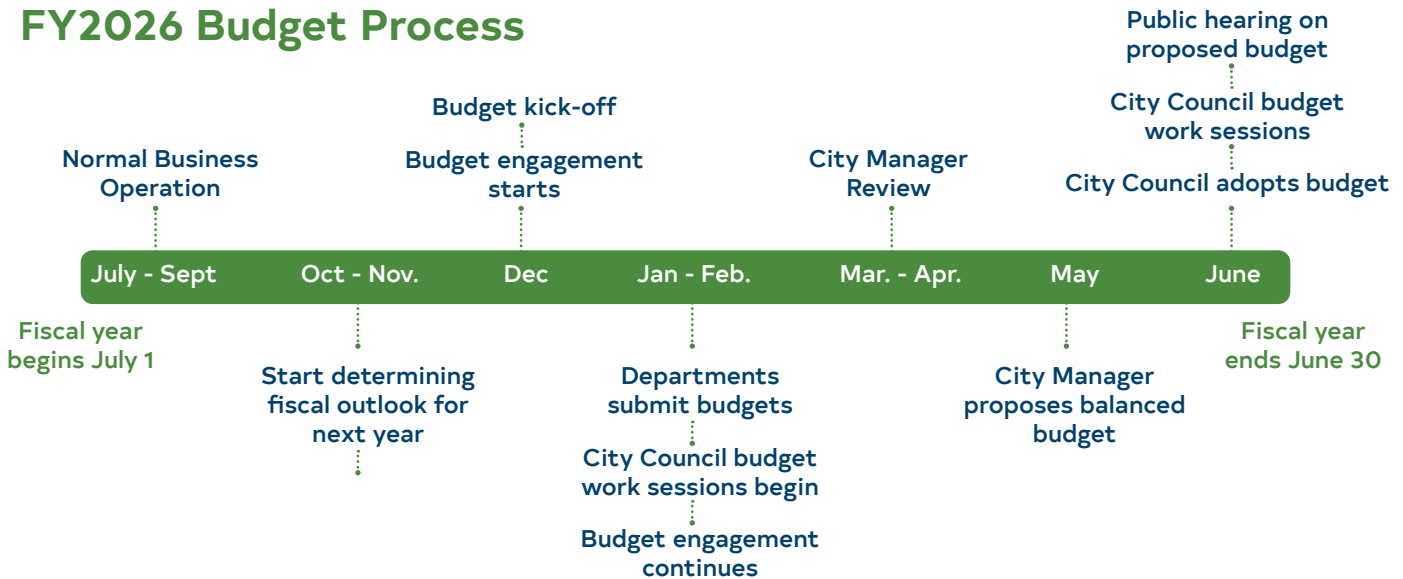 FY2026 Budget Process
Normal Business
Operation
Budget kick-off
Budget engagement
starts
City Manager
Review
Public hearing on
proposed budget
City Council budget
work sessions
City Council adopts budget
July - Sept
Oct - Nov.
Dec
Jan - Feb.
Mar. - Apr.
May
June
Fiscal year
begins July 1
Start determining
fiscal outlook for
next year
Departments
submit budgets
City Council budget
work sessions begin
Budget engagement
continues
City Manager
proposes balanced
budget
Fiscal year
ends June 30